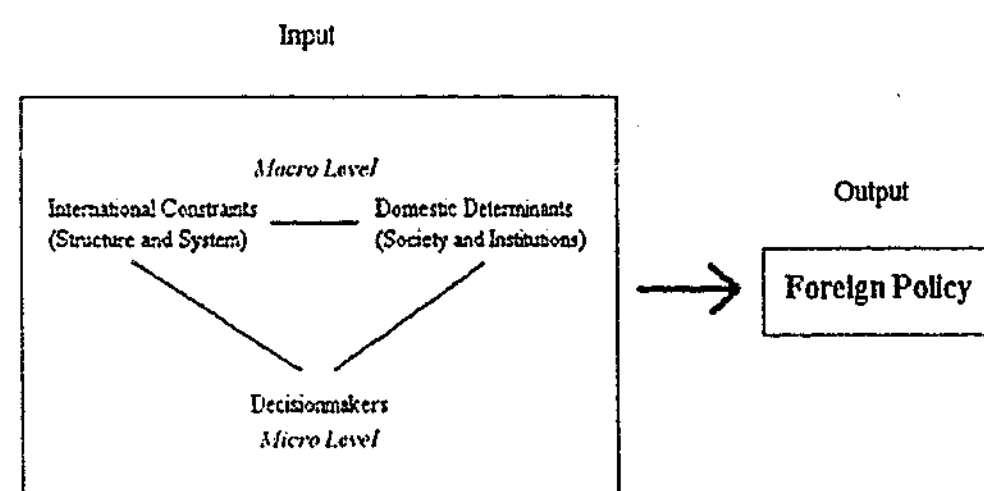 Input
Macro Level
International Constraints
(Structure and System)
Domestic Determinants
(Society and Institutions)
Decisionmakers
Micro Level
Output
Foreign Policy